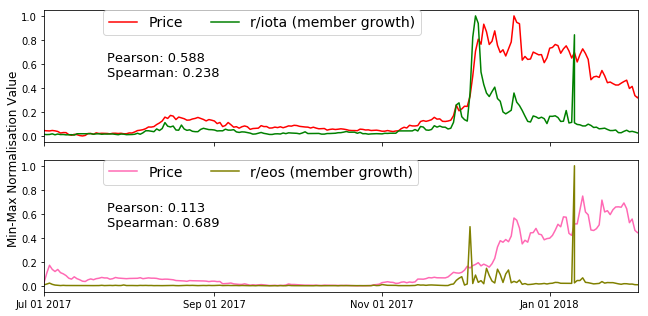 Price r/iota (member growth)
Pearson: 0.588
Spearman: 0.238
1.0
0.8
0.6
0.4
0.2
0.0
Min-Max Normalisation Value
Price r/eos (member growth)
Pearson: 0.113
Spearman: 0.689
1.0
0.8
0.6
0.4
0.2
0.0
Jul 01 2017 Sep 01 2017 Nov 01 2017 Jan 01 2018